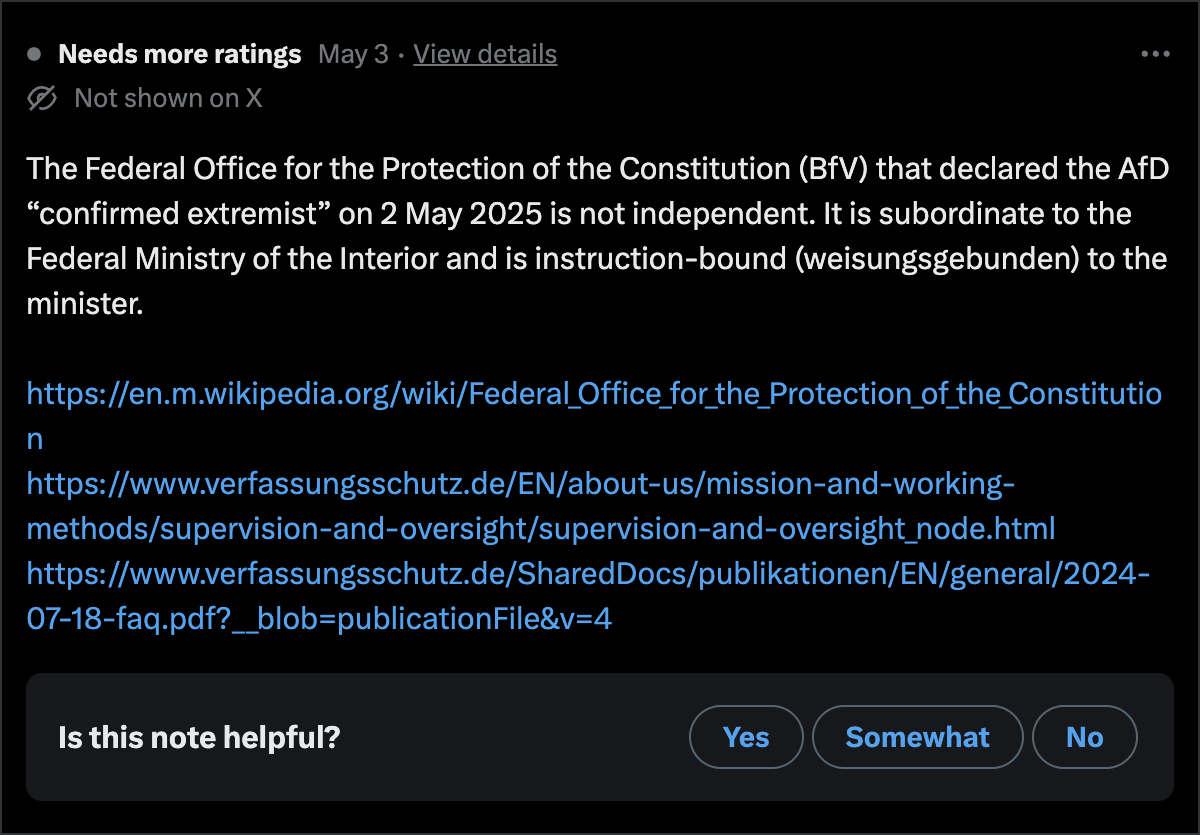 Needs more ratings May 3 · View details
Not shown on X
The Federal Office for the Protection of the Constitution (BfV) that declared the AfD
“confirmed extremist” on 2 May 2025 is not independent. It is subordinate to the
Federal Ministry of the Interior and is instruction-bound (weisungsgebunden) to the
minister.
https://en.m.wikipedia.org/wiki/Federal_Office_for_the_Protection_of_the_Constitutio
n
https://www.verfassungsschutz.de/EN/about-us/mission-and-working-
methods/supervision-and-oversight/supervision-and-oversight_node.html
https://www.verfassungsschutz.de/SharedDocs/publikationen/EN/general/2024-
07-18-faq.pdf?__blob=publicationFile&v=4
Is this note helpful? Yes Somewhat No